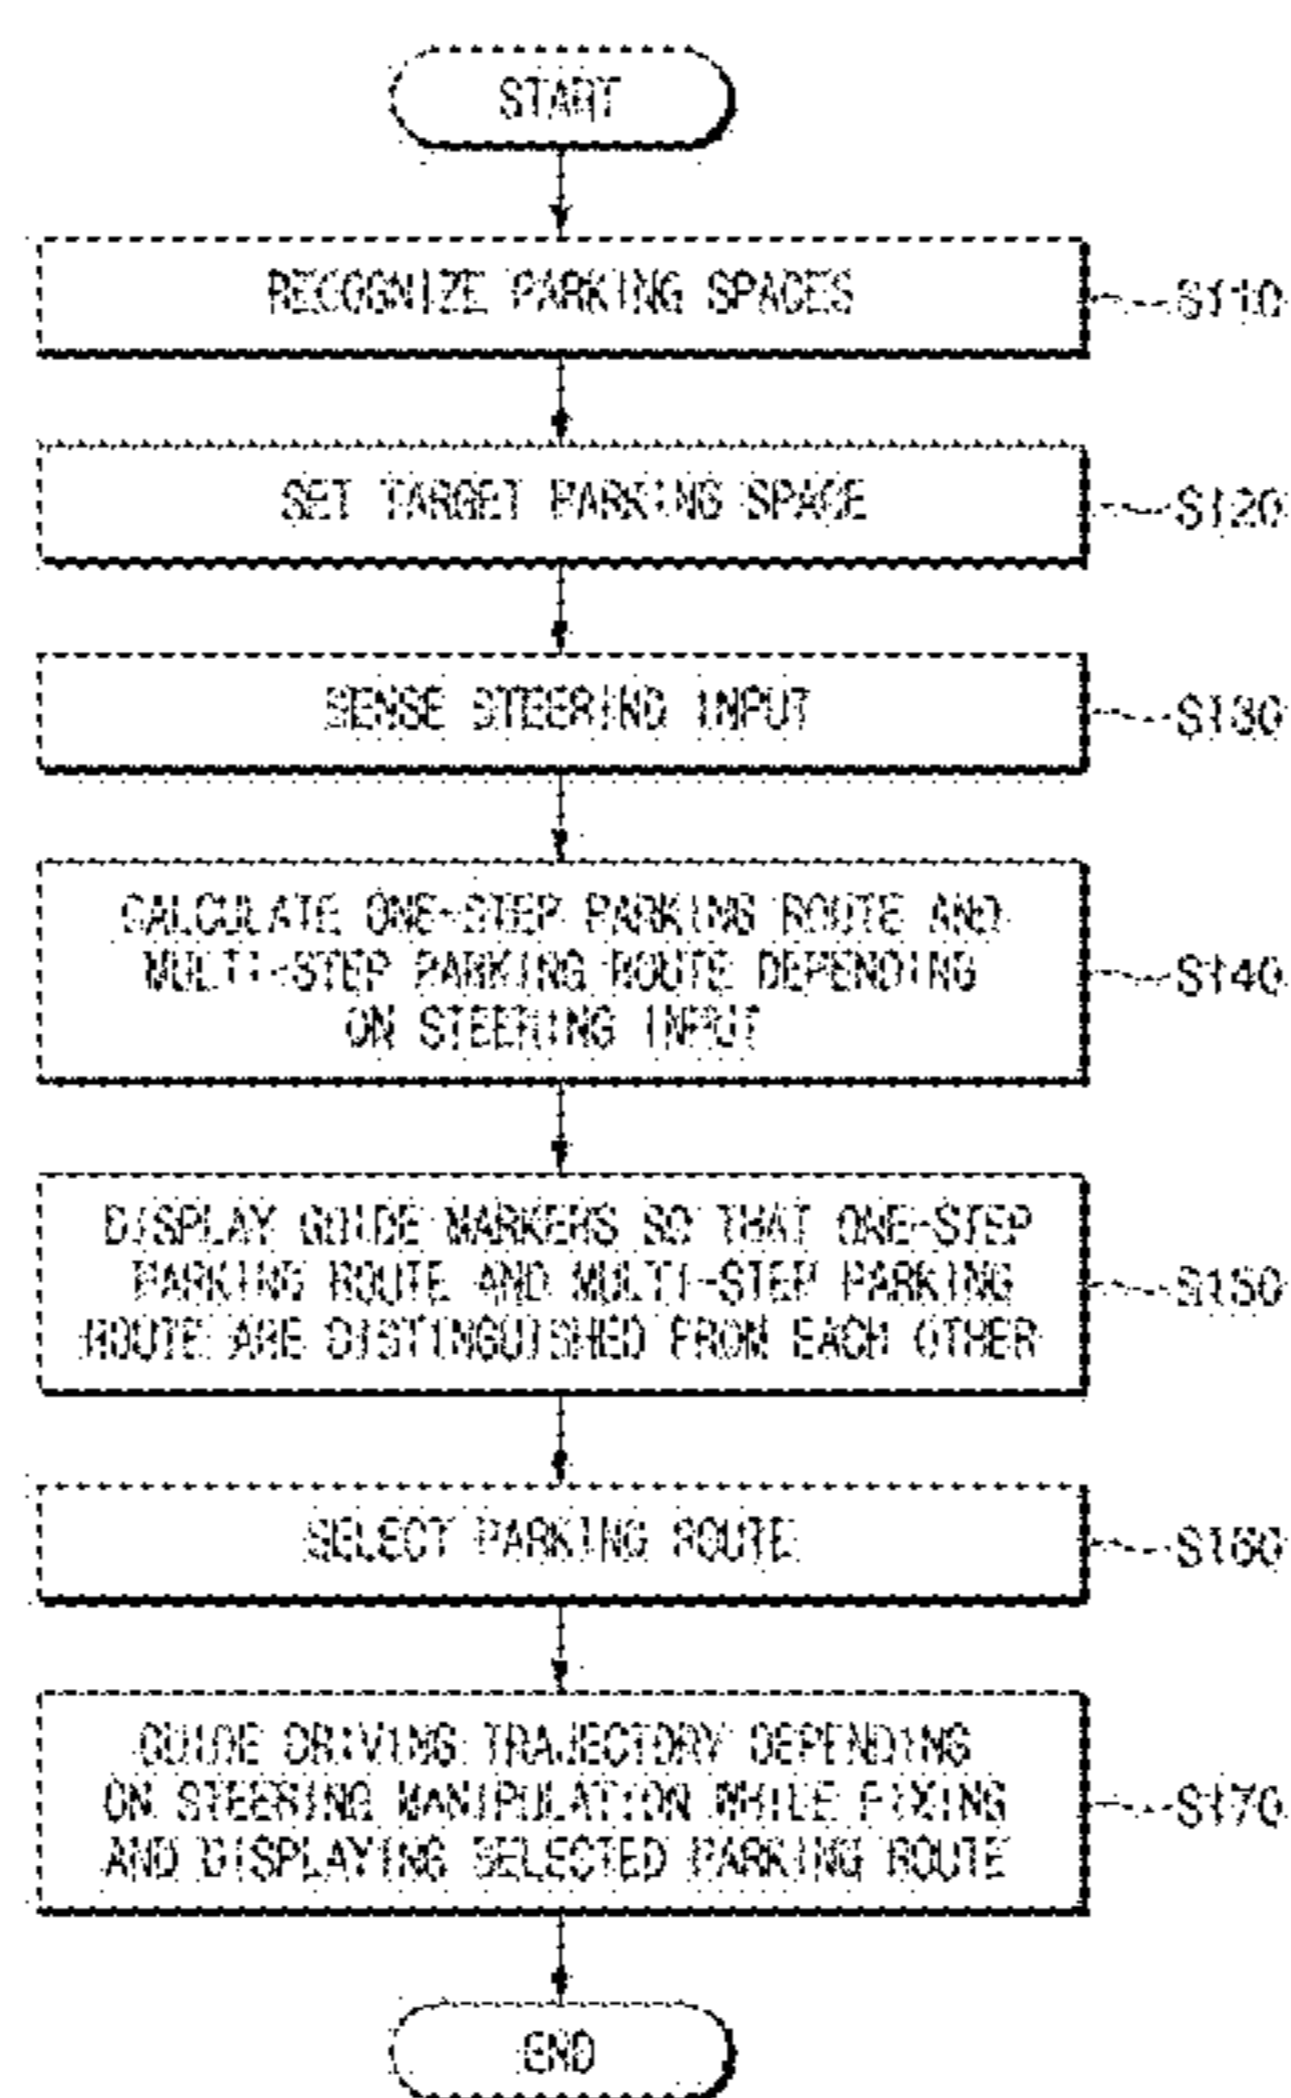 START
RECOGNIZE PARKING SPACES
S110
SET TARGET PARKING SPACE
S120
SENSE STEERING INPUT
S130
CALCULATE ONE-STEP PARKING ROUTE AND
MULTI-STEP PARKING ROUTE DEPENDING
ON STEERING INPUT
S140
DISPLAY GUIDE MARKERS SO THAT ONE-STEP
PARKING ROUTE AND MULTI-STEP PARKING
ROUTE ARE DISTINGUISHED FROM EACH OTHER
S150
SELECT PARKING ROUTE
S160
GUIDE DRIVING TRAJECTORY DEPENDING
ON STEERING MANIPULATION WHILE FIXING
AND DISPLAYING SELECTED PARKING ROUTE
S170
END